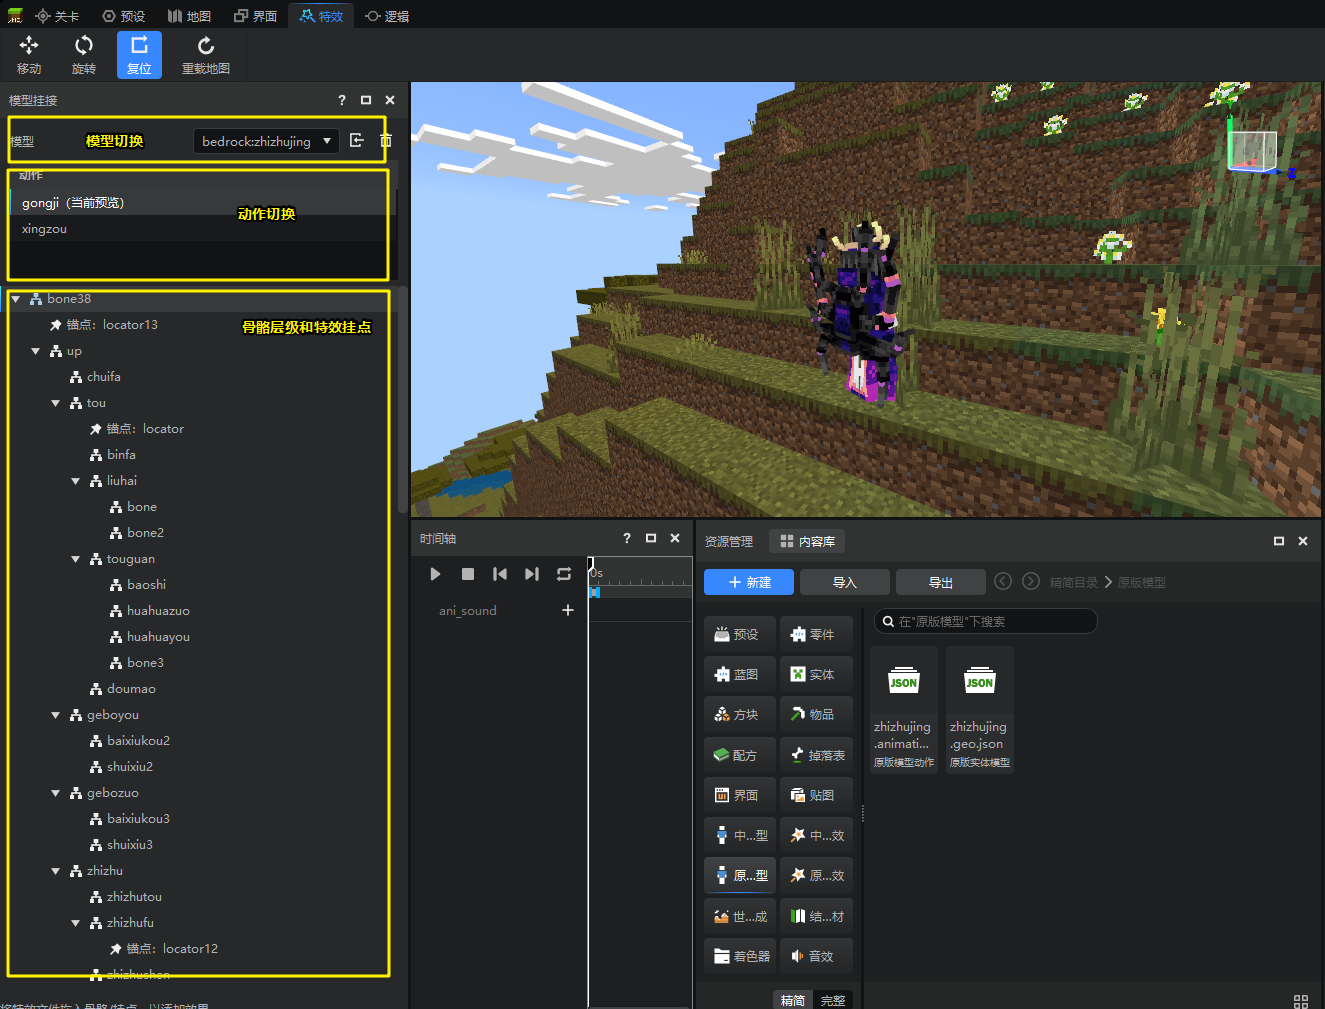 关卡 预设 地图 界面 特效 逻辑
移动 旋转 复位 重载地图
模型挂接 ?
模型 模型切换 bedrock:zhizhujing
动作
gongji（当前预览）
动作切换
xingzou
bone38
锚点：locator13
骨骼层级和特效挂点
up
chuifa
tou
锚点：locator
binfa
liuhai
bone
bone2
touguan
baoshi
huahuazuo
huahuayou
bone3
doumao
geboyou
baixiukou2
shuixiu2
gebozuo
baixiukou3
shuixiu3
zhizhu
zhizhutou
zhizhufu
锚点：locator12
zhizhushen
Z
时间轴 ?
0s
ani_sound
资源管理 内容库
新建 导入 导出 精简目录 原版模型
在"原版模型"下搜索
预设 零件
蓝图 实体
方块 物品
配方 掉落表
界面 贴图
中...型 中...效
原...型 原...效
世...成 结...材
着色器 音效
精简 完整
JSON JSON
zhizhujing zhizhujing
.animati... .geo.json
原版模型动作 原版实体模型